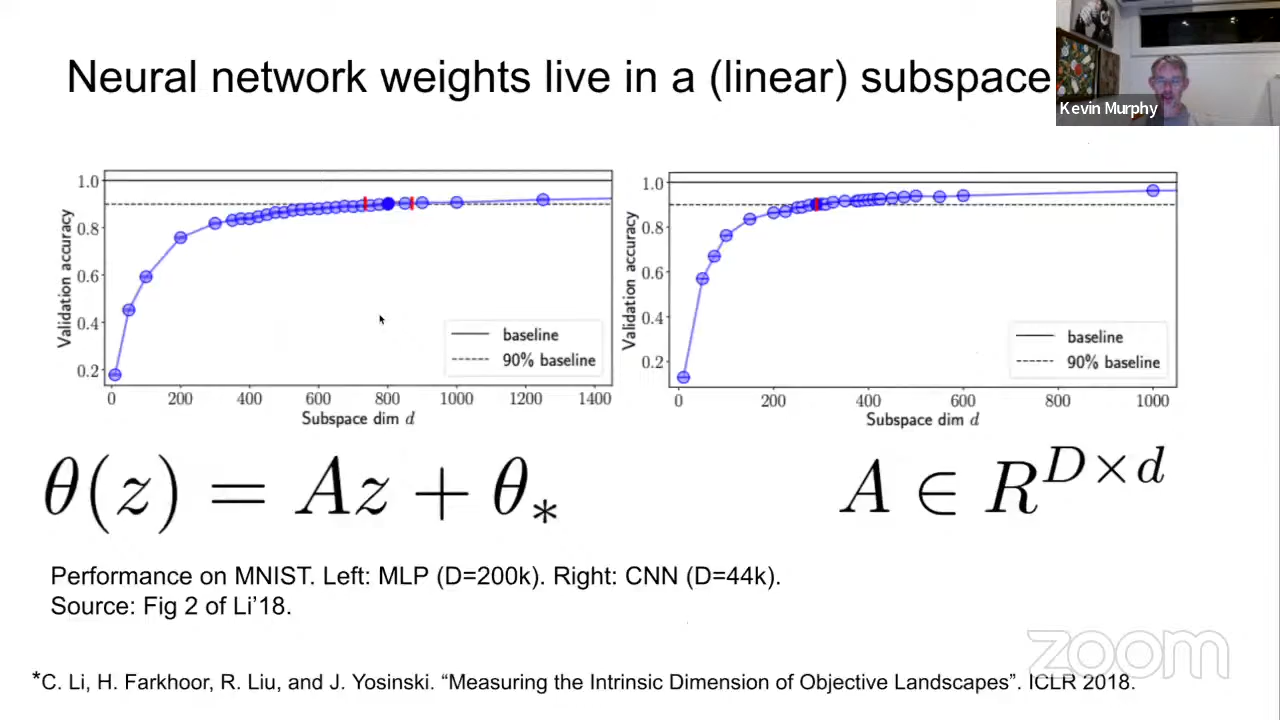 Neural network weights live in a (linear) subspace
Kevin Murphy
1.0
0.8
0.6
0.4
0.2
Validation accuracy
baseline
90% baseline
0 200 400 600 800 1000 1200 1400
Subspace dim d
1.0
0.8
0.6
0.4
0.2
Validation accuracy
baseline
90% baseline
0 200 400 600 800 1000
Subspace dim d
θ(z) = Az + θ_*
A ∈ R^{D×d}
Performance on MNIST. Left: MLP (D=200k). Right: CNN (D=44k).
Source: Fig 2 of Li’18.
zoom
*C. Li, H. Farkhoor, R. Liu, and J. Yosinski. “Measuring the Intrinsic Dimension of Objective Landscapes”. ICLR 2018.